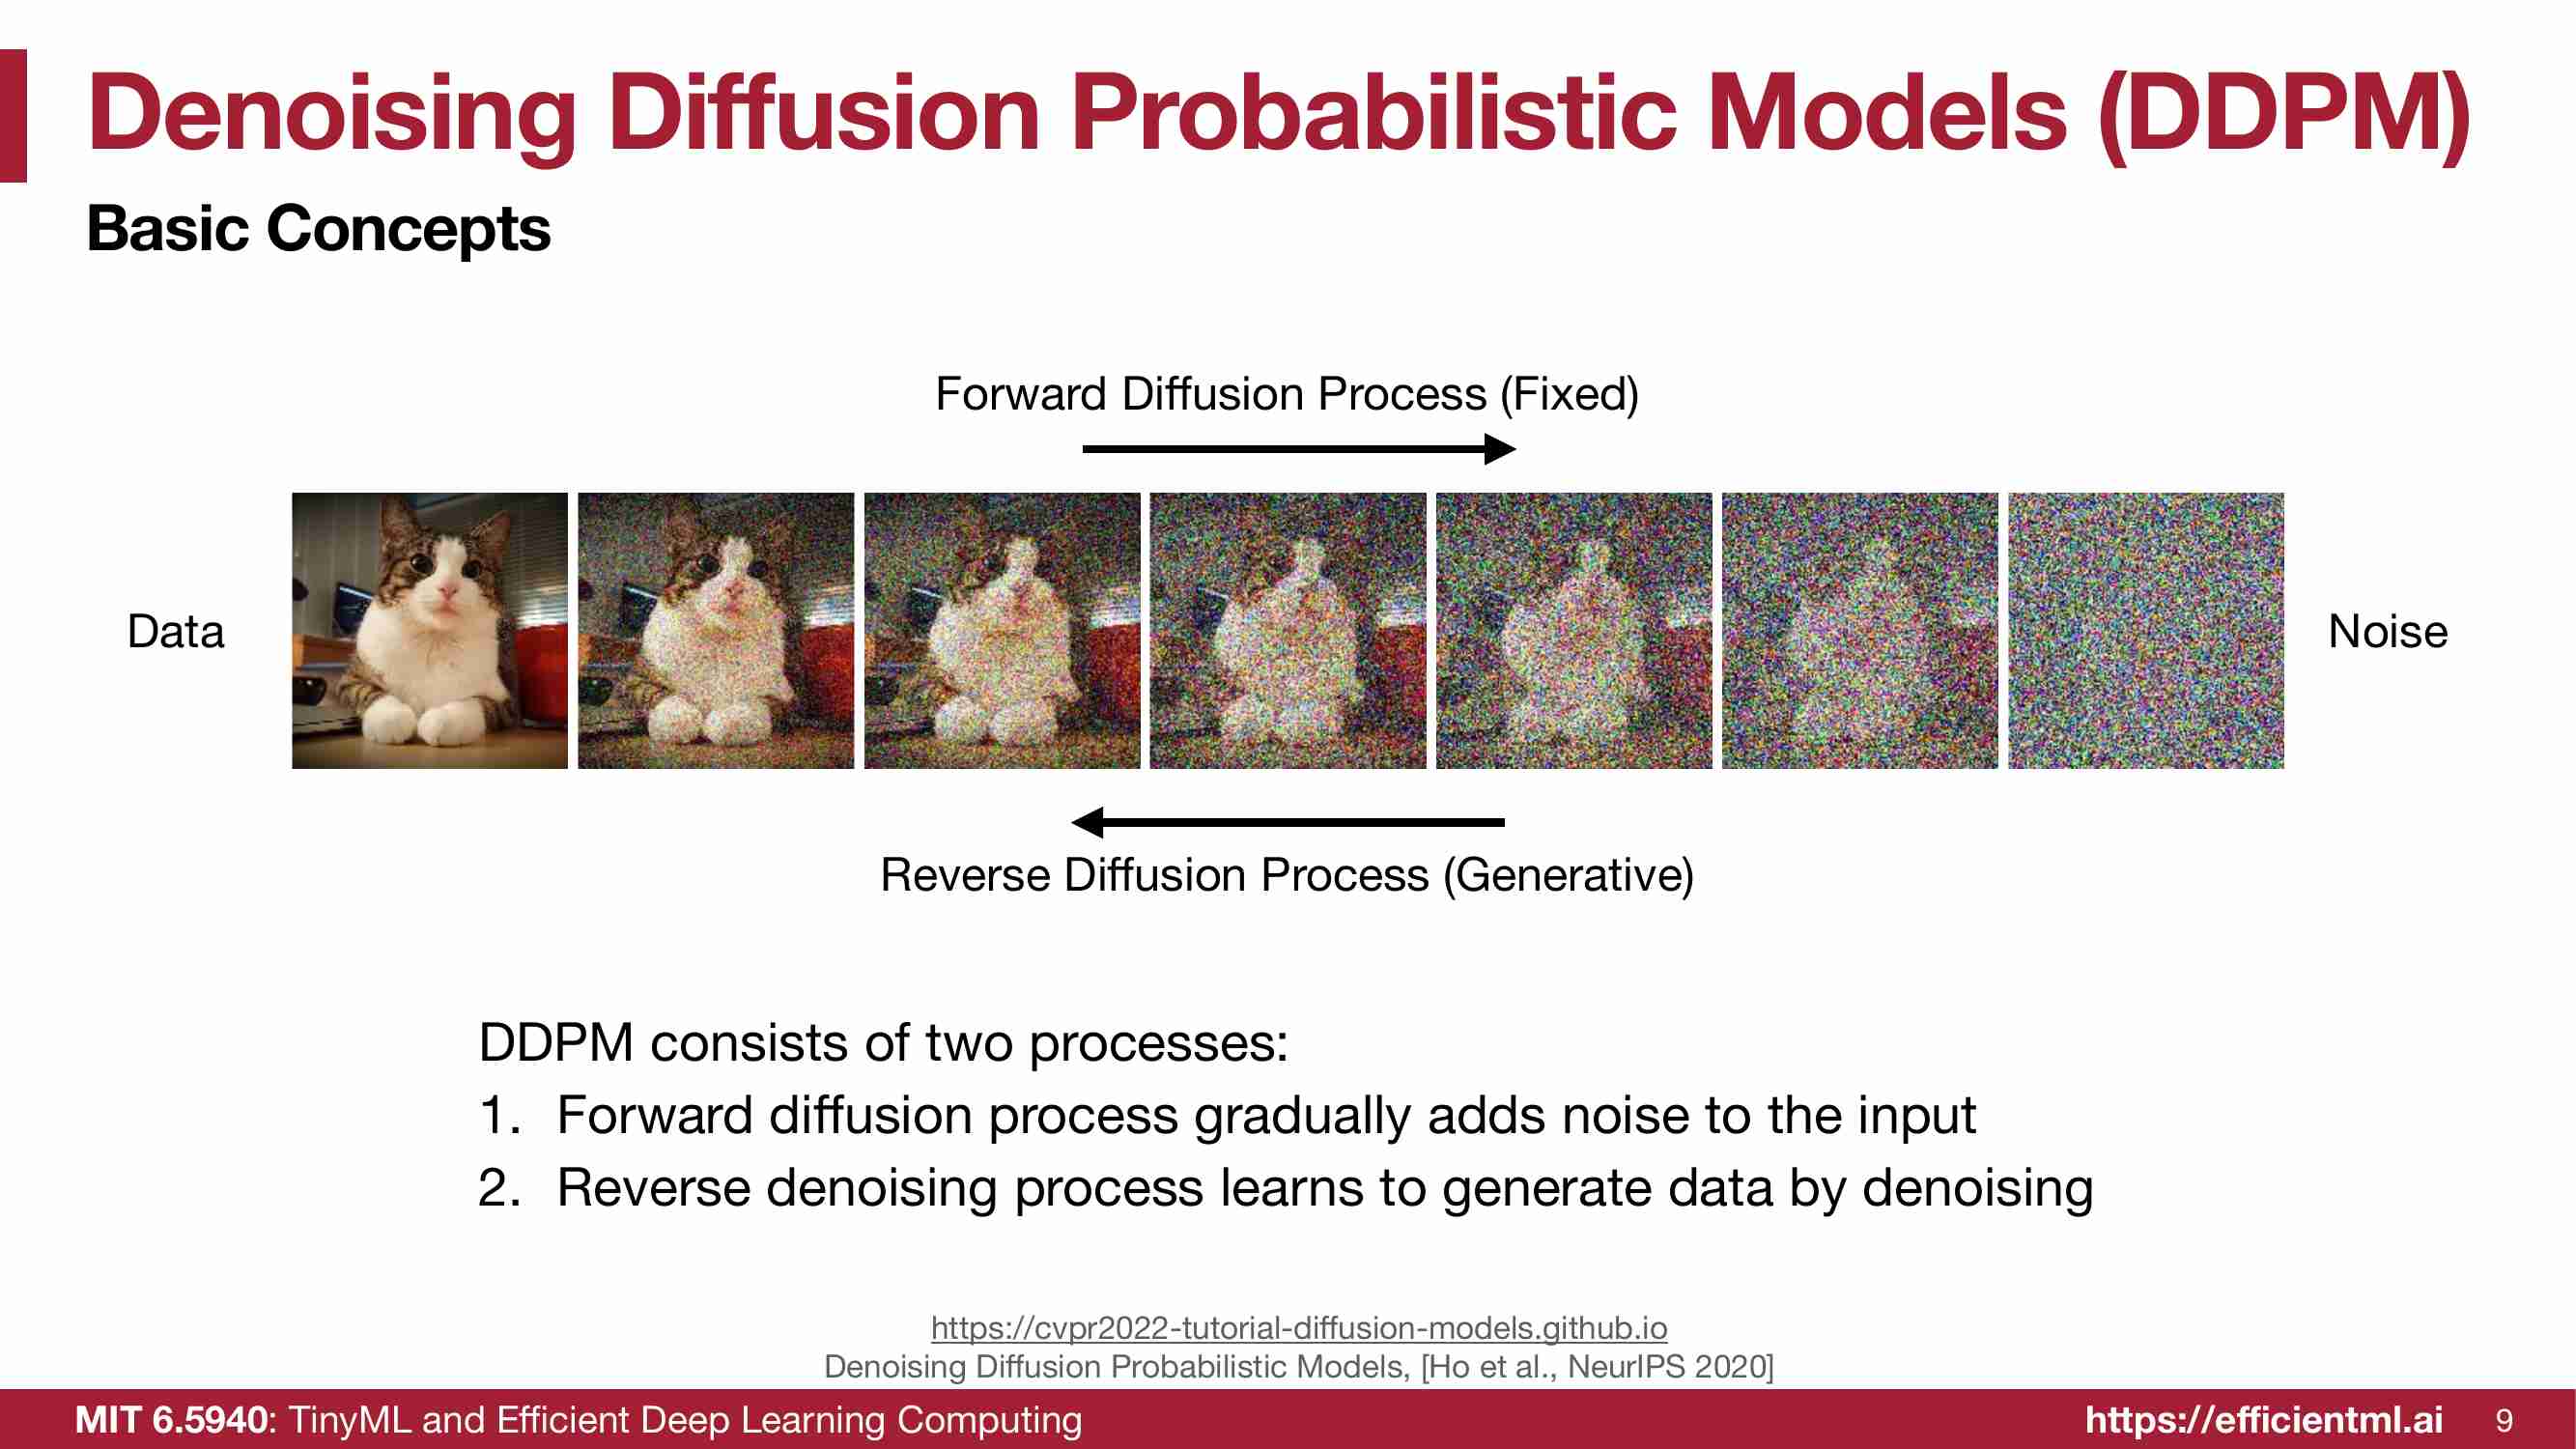 Denoising Diffusion Probabilistic Models (DDPM)
Basic Concepts
Forward Diffusion Process (Fixed)
Data
Noise
Reverse Diffusion Process (Generative)
DDPM consists of two processes:
1. Forward diffusion process gradually adds noise to the input
2. Reverse denoising process learns to generate data by denoising
https://cvpr2022-tutorial-diffusion-models.github.io
Denoising Diffusion Probabilistic Models, [Ho et al., NeurIPS 2020]
MIT 6.5940: TinyML and Efficient Deep Learning Computing
https://efficientml.ai
9